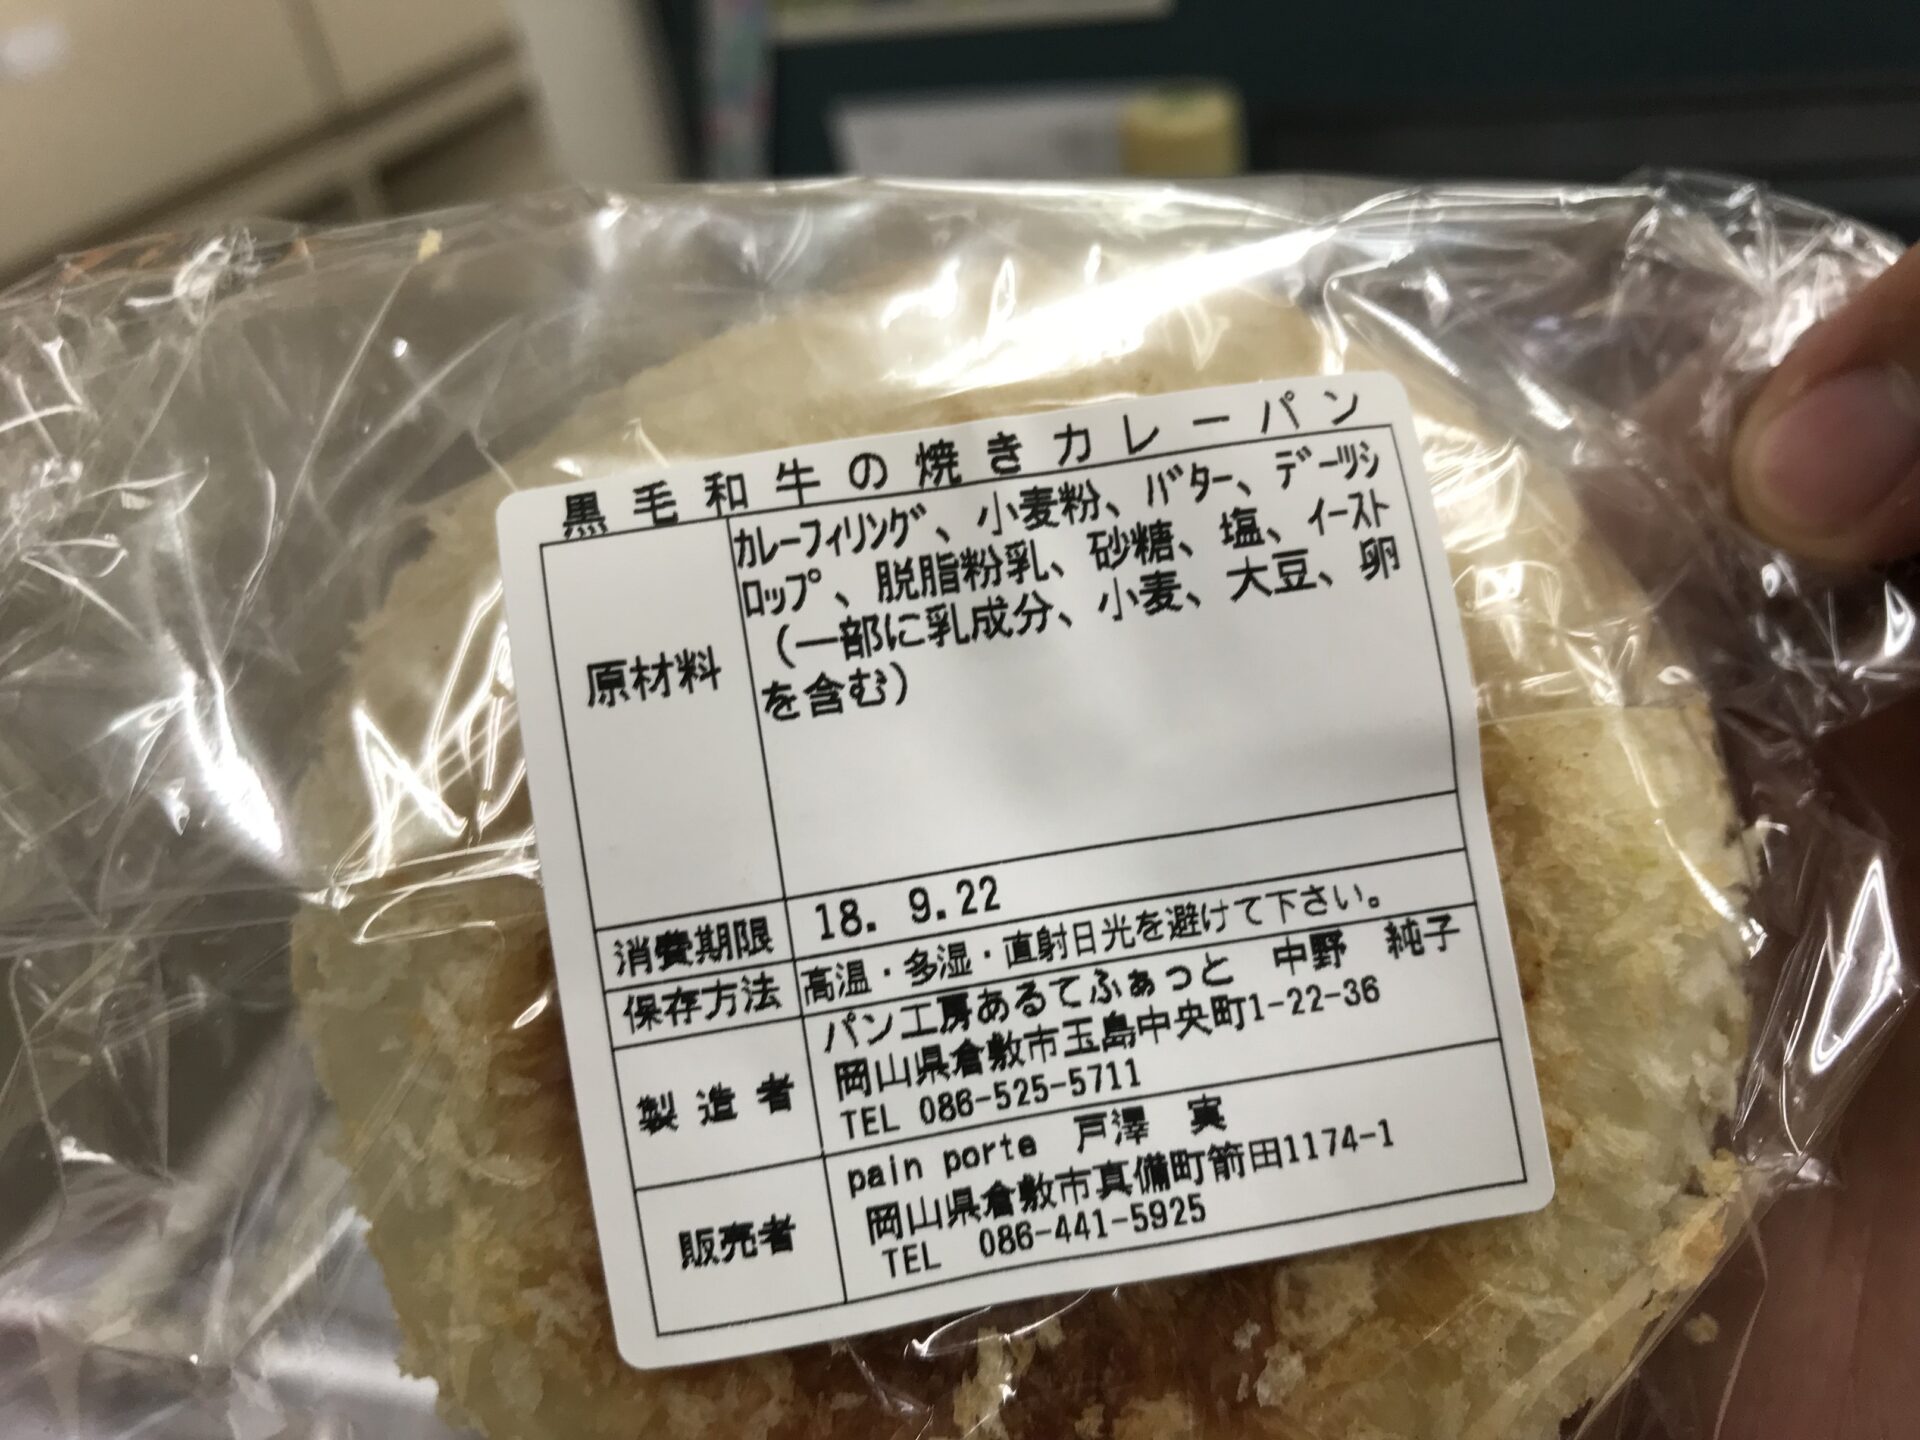 黒毛和牛の焼きカレーパン
原材料
カレーフィリング、小麦粉、バター、デーツシ
ロップ、脱脂粉乳、砂糖、塩、イースト
(一部に乳成分、小麦、大豆、卵
を含む)
消費期限 18. 9.22
保存方法 高温・多湿・直射日光を避けて下さい。
製造者
パン工房あるてふぁっと 中野 純子
岡山県倉敷市玉島中央町1-22-36
TEL 086-525-5711
販売者
pain porte 戸澤 実
岡山県倉敷市真備町箭田1174-1
TEL 086-441-5925